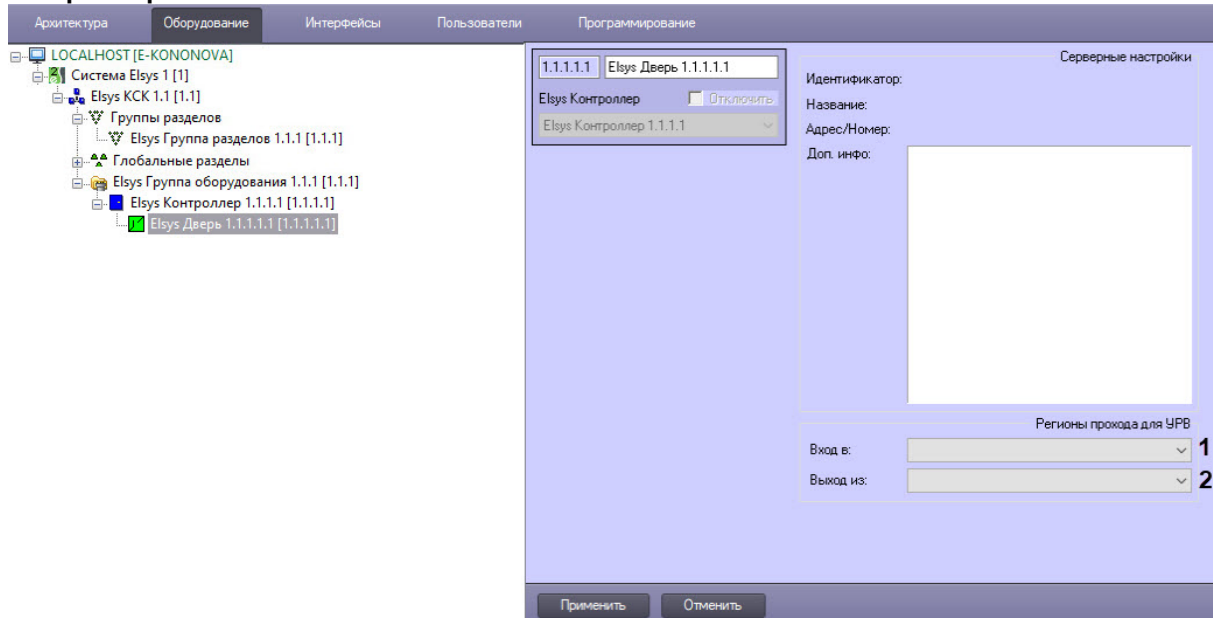 Архитектура Оборудование Интерфейсы Пользователи Программирование
LOCALHOST [E-KONONOVA]
Система Elsys 1 [1]
Elsys КСК 1.1 [1.1]
Группы разделов
Elsys Группа разделов 1.1.1 [1.1.1]
Глобальные разделы
Elsys Группа оборудования 1.1.1 [1.1.1]
Elsys Контроллер 1.1.1.1 [1.1.1.1]
Elsys Дверь 1.1.1.1.1 [1.1.1.1.1]
1.1.1.1.1 Elsys Дверь 1.1.1.1.1
Elsys Контроллер Отключить
Elsys Контроллер 1.1.1.1
Серверные настройки
Идентификатор:
Название:
Адрес/Номер:
Доп. инфо:
Регионы прохода для УРВ
Вход в: 1
Выход из: 2
Применить Отменить